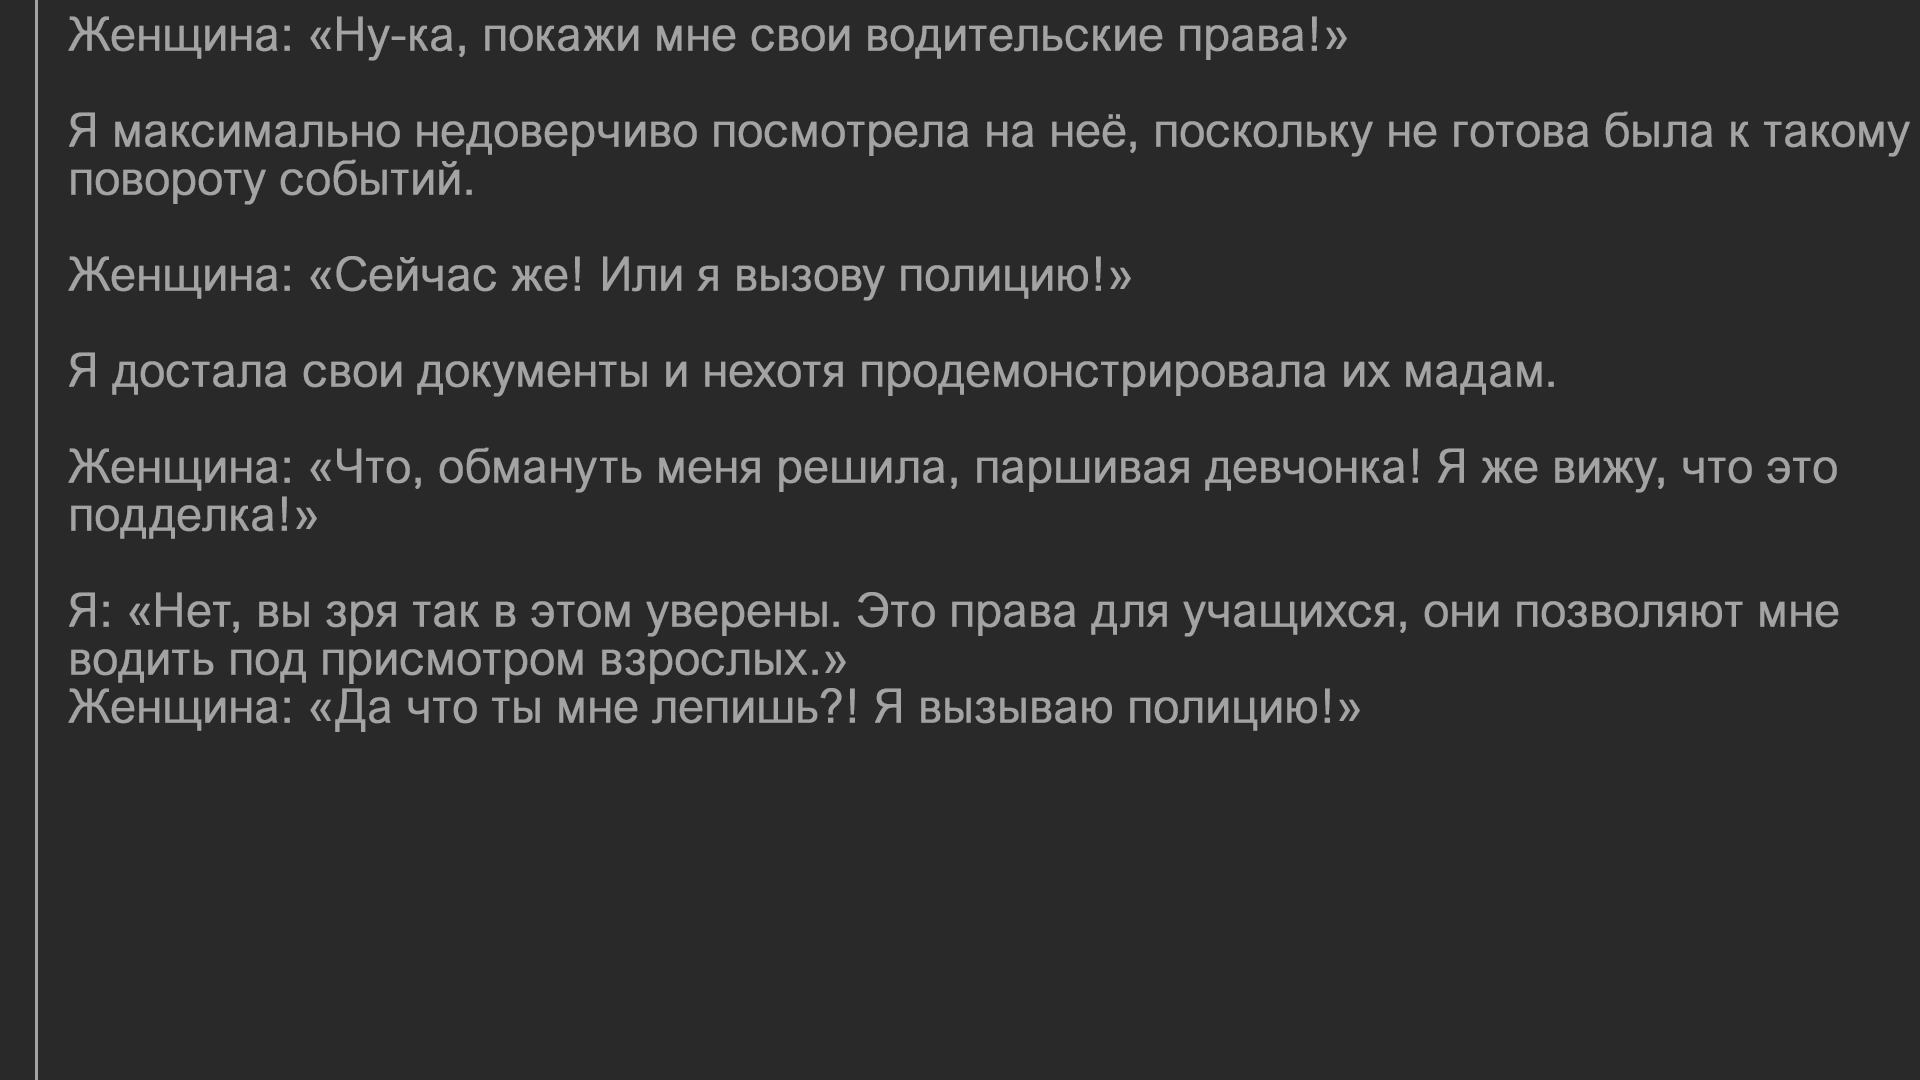 Женщина: «Ну-ка, покажи мне свои водительские права!»
Я максимально недоверчиво посмотрела на неё, поскольку не готова была к такому
повороту событий.
Женщина: «Сейчас же! Или я вызову полицию!»
Я достала свои документы и нехотя продемонстрировала их мадам.
Женщина: «Что, обмануть меня решила, паршивая девчонка! Я же вижу, что это
подделка!»
Я: «Нет, вы зря так в этом уверены. Это права для учащихся, они позволяют мне
водить под присмотром взрослых.»
Женщина: «Да что ты мне лепишь?! Я вызываю полицию!»